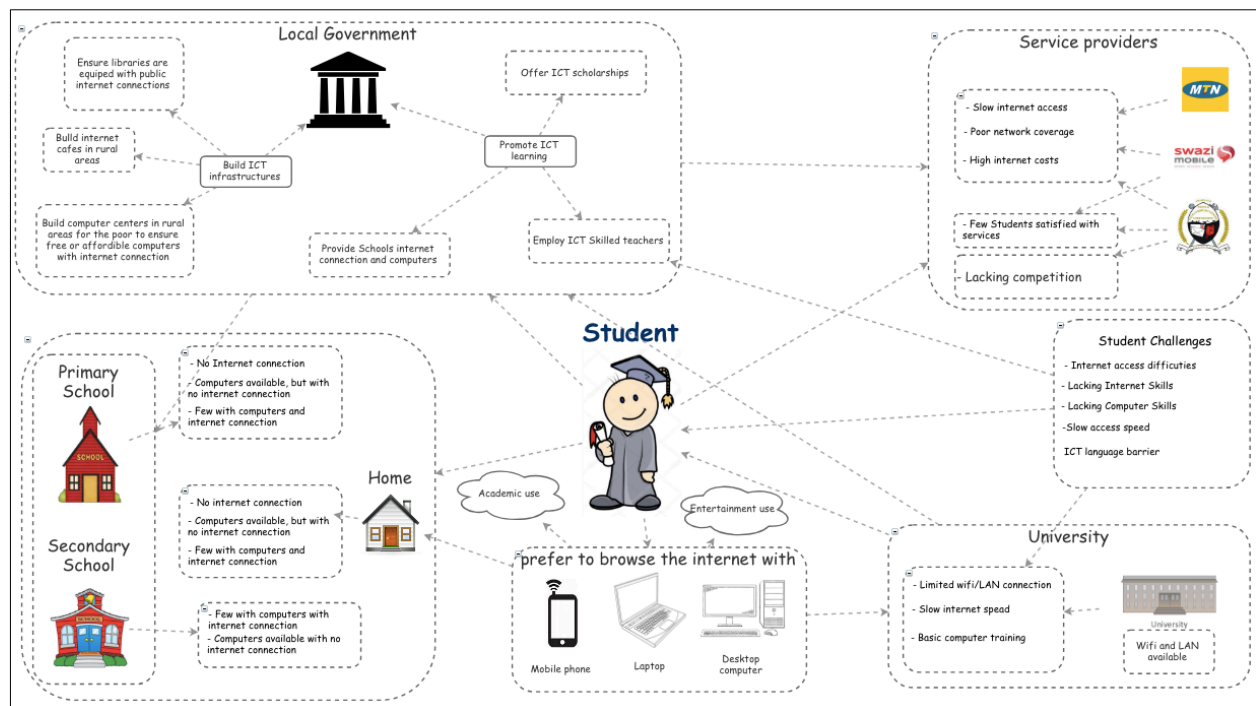 Local Government
Ensure libraries are
equiped with public
internet connections
Offer ICT scholarships
Build internet
cafes in rural
areas
Build ICT
infrastructures
Promote ICT
learning
Build computer centers in rural
areas for the poor to ensure
free or affordable computers
with internet connection
Provide Schools internet
connection and computers
Employ ICT Skilled teachers
Service providers
- Slow internet access
- Poor network coverage
- High internet costs
- Few Students satisfied with
services
- Lacking competition
MTN
swazi
MOBILE
Student
Student Challenges
- Internet access difficuties
- Lacking Internet Skills
- Lacking Computer Skills
-Slow access speed
ICT language barrier
Primary
School
SCHOOL
- No Internet connection
- Computers available, but with
no internet connection
- Few with computers and
internet connection
Home
- No internet connection
- Computers available, but with
no internet connection
- Few with computers and
internet connection
Secondary
School
SCHOOL
- Few with computers with
internet connection
- Computers available with no
internet connection
Academic use
Entertainment use
prefer to browse the internet with
Mobile phone
Laptop
Desktop
computer
University
- Limited wifi/LAN connection
- Slow internet spead
- Basic computer training
University
Wifi and LAN
available